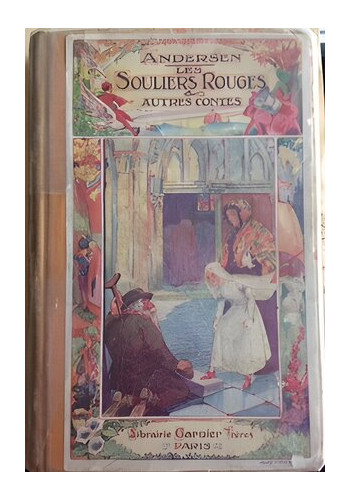 ANDERSEN
LES
SOULIERS ROUGES
&
AUTRES CONTES
Librairie Garnier Frères
PARIS